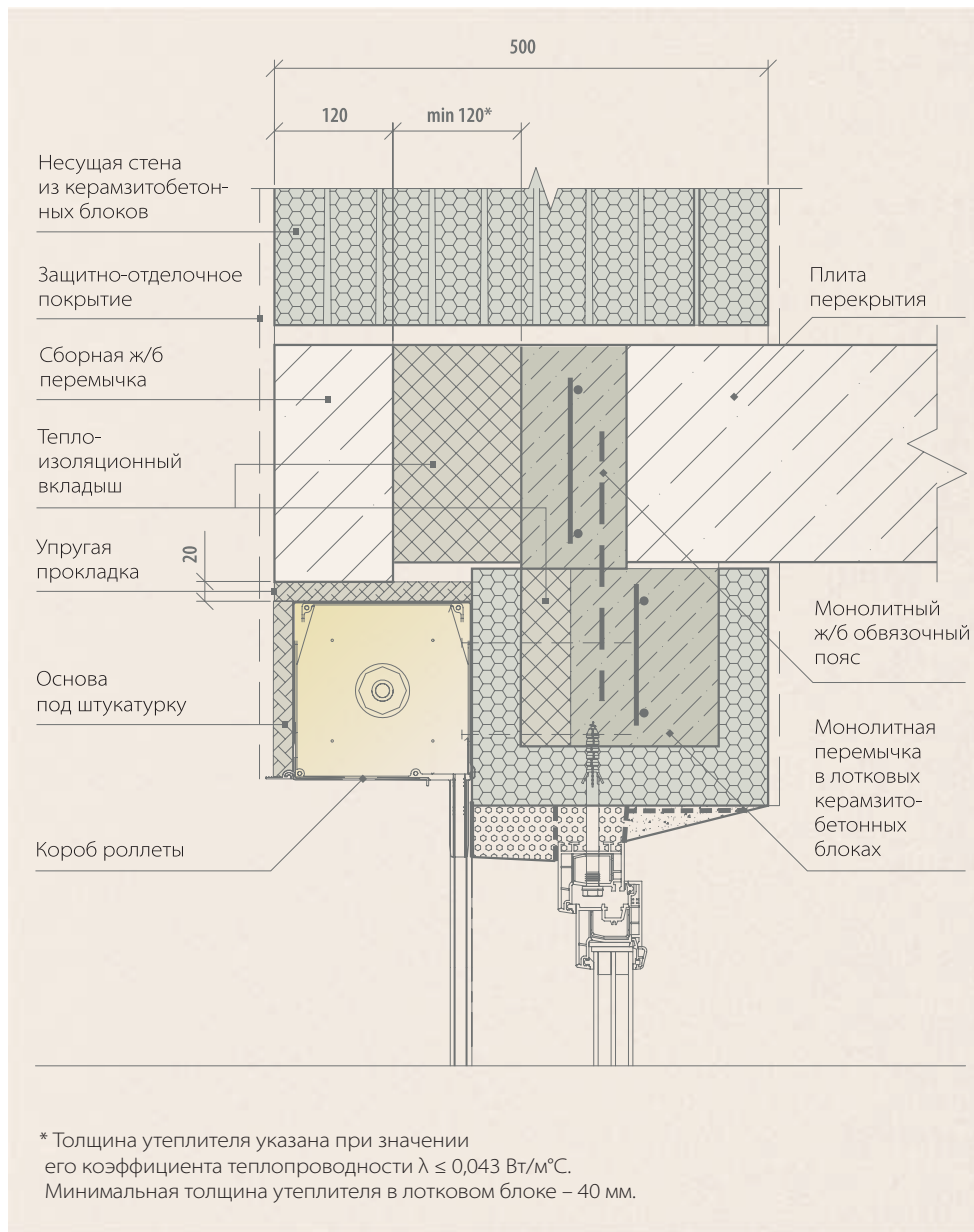 500
120
min 120*
Несущая стена
из керамзитобетон-
ных блоков
Защитно-отделочное
покрытие
Плита
перекрытия
Сборная ж/б
перемычка
Тепло-
изоляционный
вкладыш
Упругая
прокладка
20
Монолитный
ж/б обвязочный
пояс
Основа
под штукатурку
Монолитная
перемычка
в лотковых
керамзито-
бетонных
блоках
Короб роллеты
* Толщина утеплителя указана при значении
его коэффициента теплопроводности λ ≤ 0,043 Вт/м°С.
Минимальная толщина утеплителя в лотковом блоке – 40 мм.